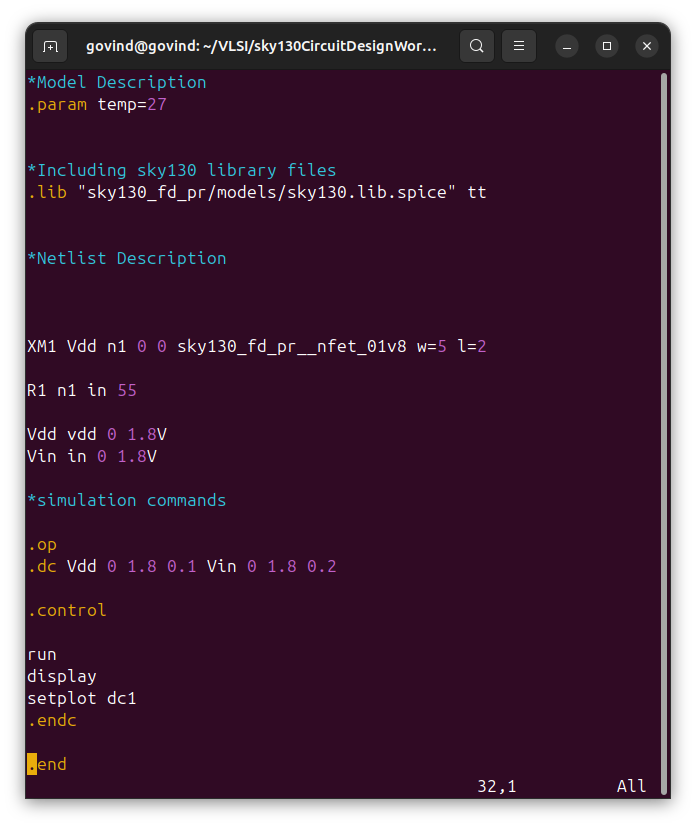 govind@govind: ~/VLSI/sky130CircuitDesignWor...
*Model Description
.param temp=27
*Including sky130 library files
.lib "sky130_fd_pr/models/sky130.lib.spice" tt
*Netlist Description
XM1 Vdd n1 0 0 sky130_fd_pr__nfet_01v8 w=5 l=2
R1 n1 in 55
Vdd vdd 0 1.8V
Vin in 0 1.8V
*simulation commands
.op
.dc Vdd 0 1.8 0.1 Vin 0 1.8 0.2
.control
run
display
setplot dc1
.endc
.end
32,1 All